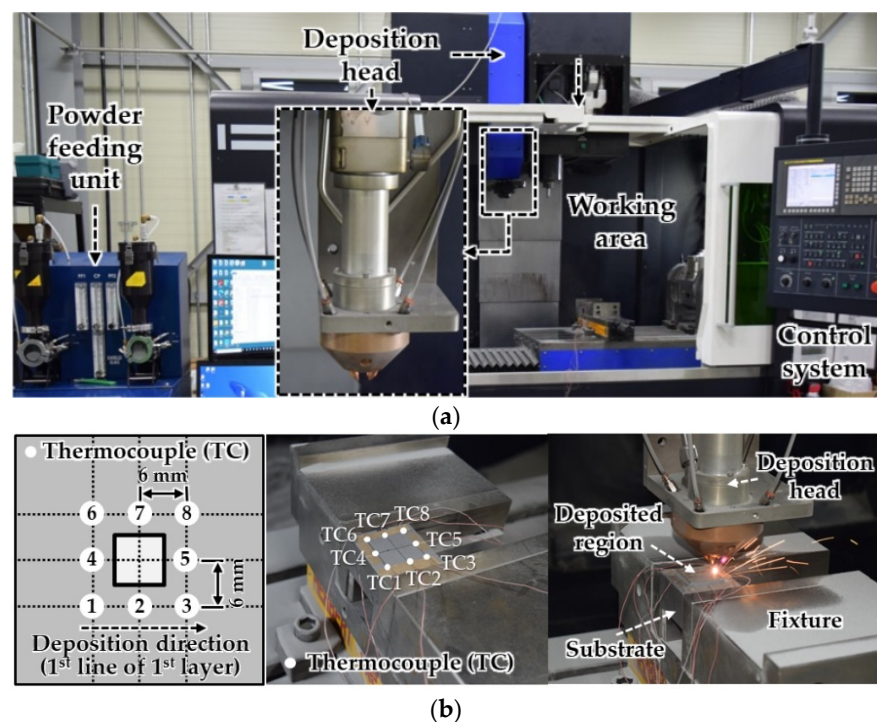 Deposition
head
Powder
feeding
unit
Working
area
Control
system
(a)
Thermocouple (TC)
6 mm
6 7 8
4 5
6 mm
1 2 3
Deposition direction
(1st line of 1st layer)
TC8
TC7
TC6
TC5
TC4
TC3
TC2
TC1
Thermocouple (TC)
Deposition
head
Deposited
region
Fixture
Substrate
(b)